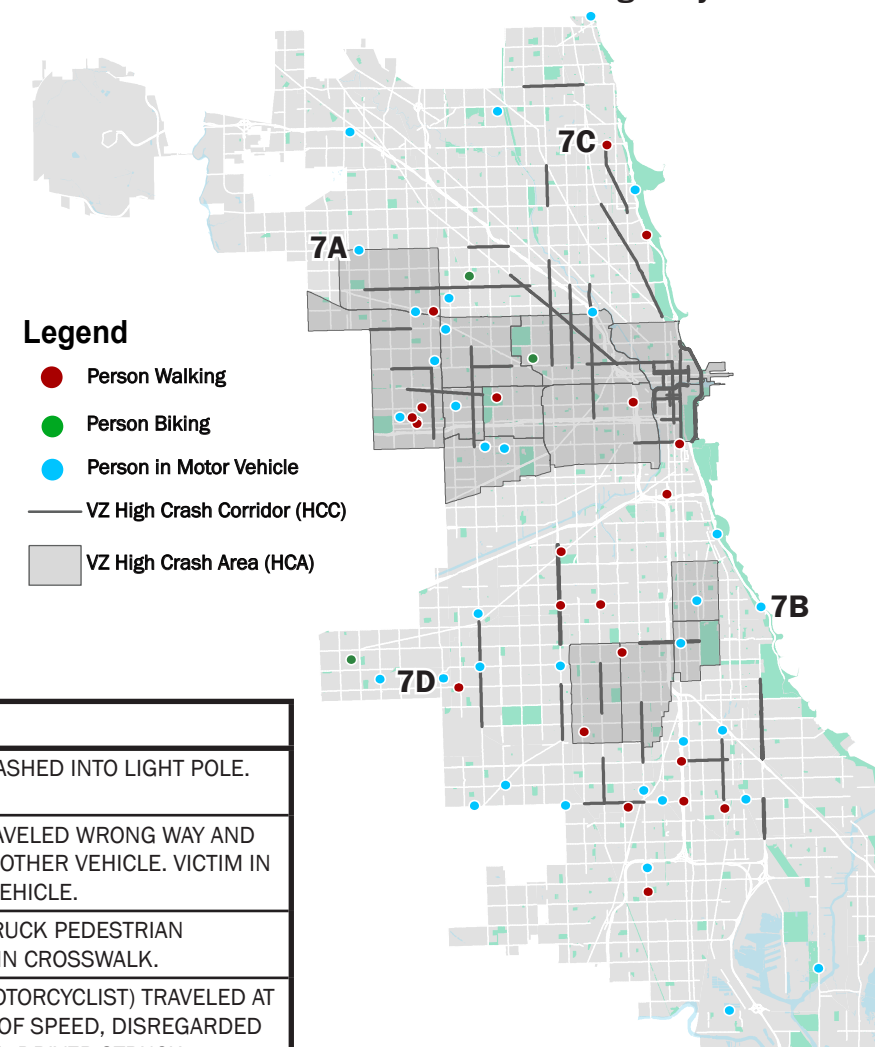 7C
7A
Legend
Person Walking
Person Biking
Person in Motor Vehicle
VZ High Crash Corridor (HCC)
VZ High Crash Area (HCA)
7B
7D
ASHED INTO LIGHT POLE.
AVELED WRONG WAY AND
OTHER VEHICLE. VICTIM IN
EHICLE.
RUCK PEDESTRIAN
IN CROSSWALK.
OTORCYCLIST) TRAVELED AT
OF SPEED, DISREGARDED